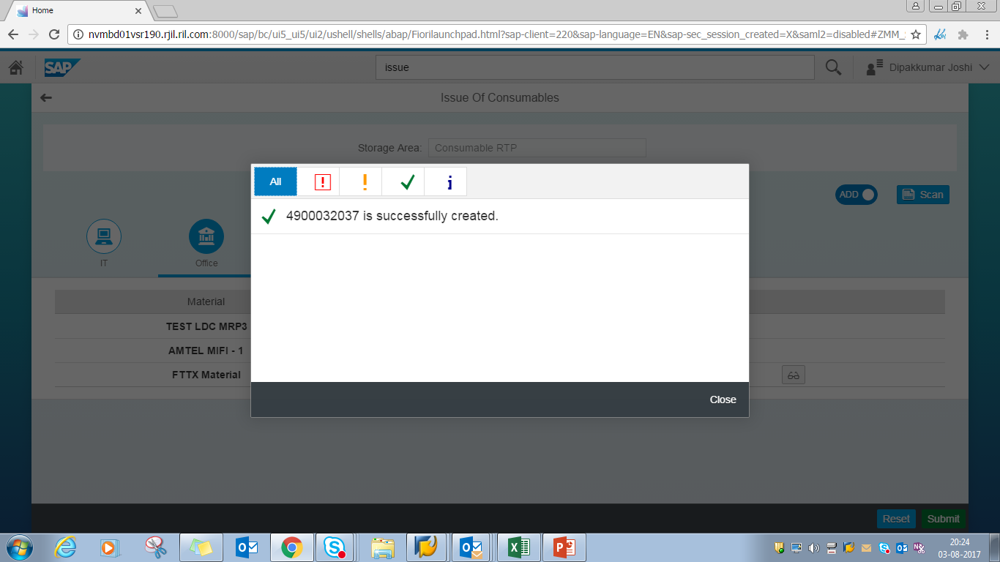 Home
nvmbd01vsr190.rjil.ril.com:8000/sap/bc/ui5_ui5/ui2/ushell/shells/abap/Fiorilaunchpad.html?sap-client=220&sap-language=EN&sap-sec_session_created=X&saml2=disabled#ZMM_
SAP
issue
Dipakkumar Joshi
Issue Of Consumables
Storage Area: Consumable RTP
All
ADD
Scan
4900032037 is successfully created.
IT
Office
Material
TEST LDC MRP3
AMTEL MIFI - 1
FTTX Material
Close
Reset
Submit
20:24
03-08-2017